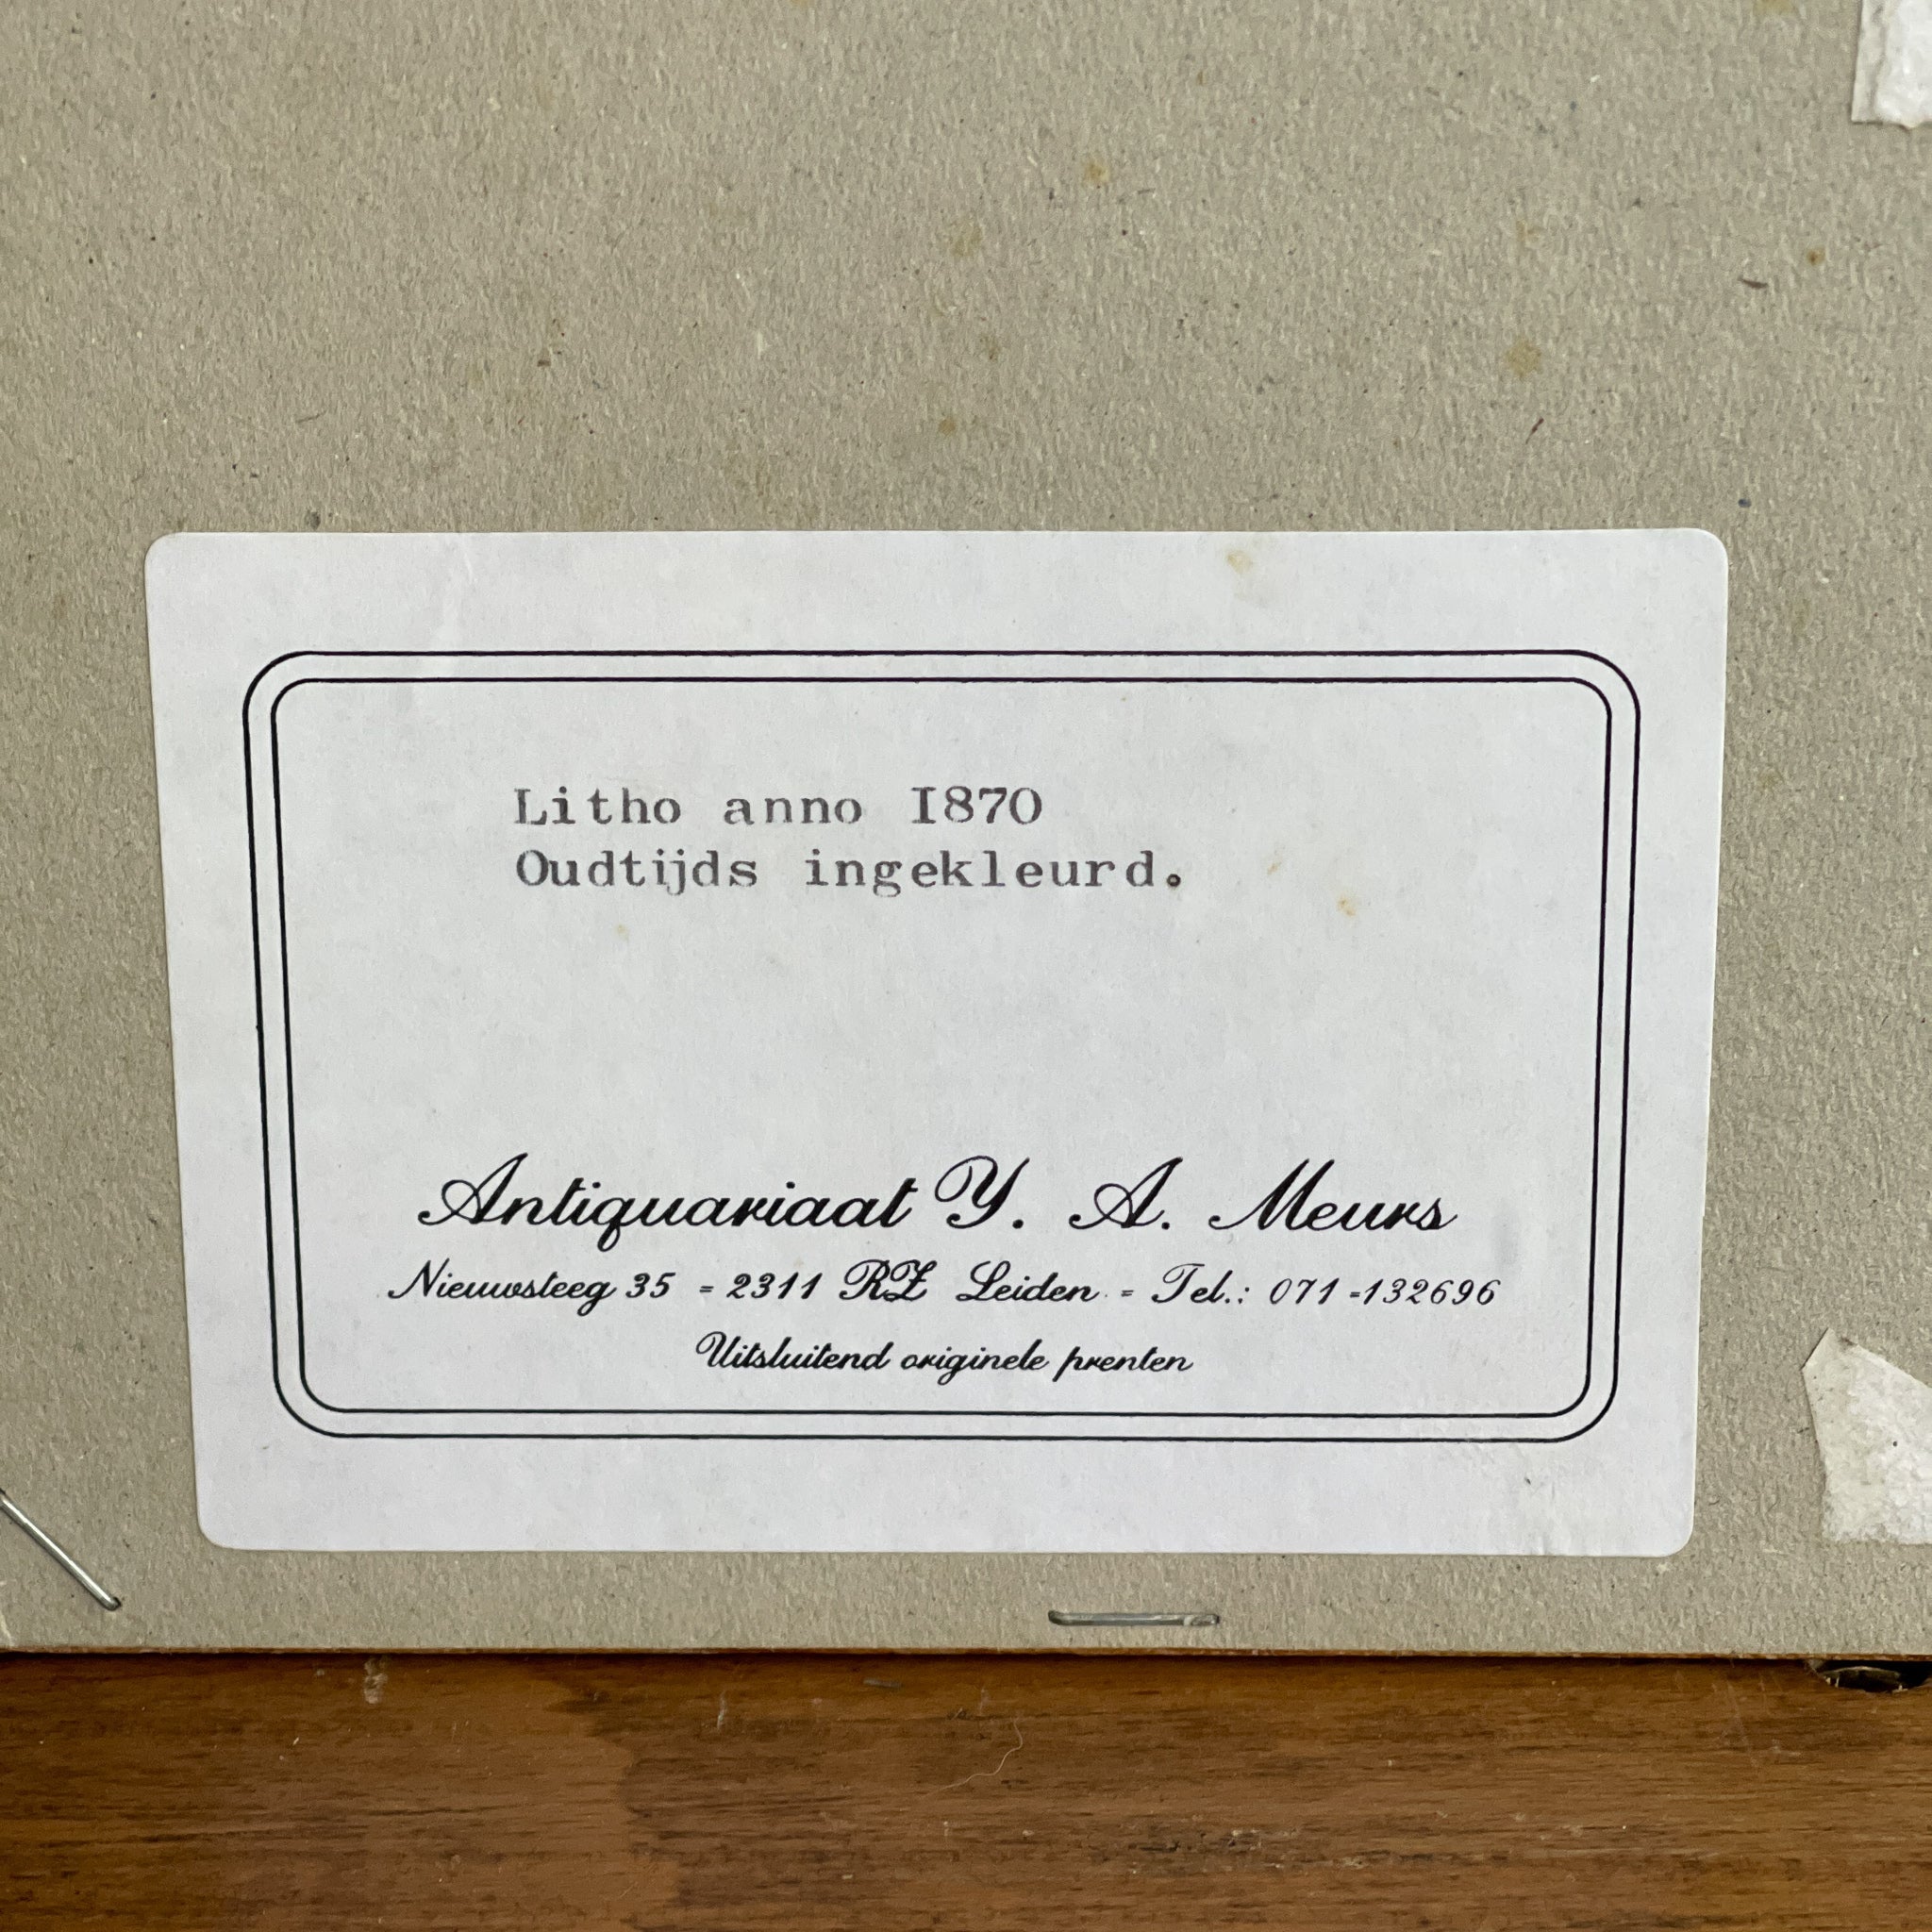 Litho anno I870
Oudtijds ingekleurd.
Antiquariaat Y. A. Meurs
Nieuwsteeg 35 = 2311 RZ Leiden = Tel.: 071 =132696
Uitsluitend originele prenten